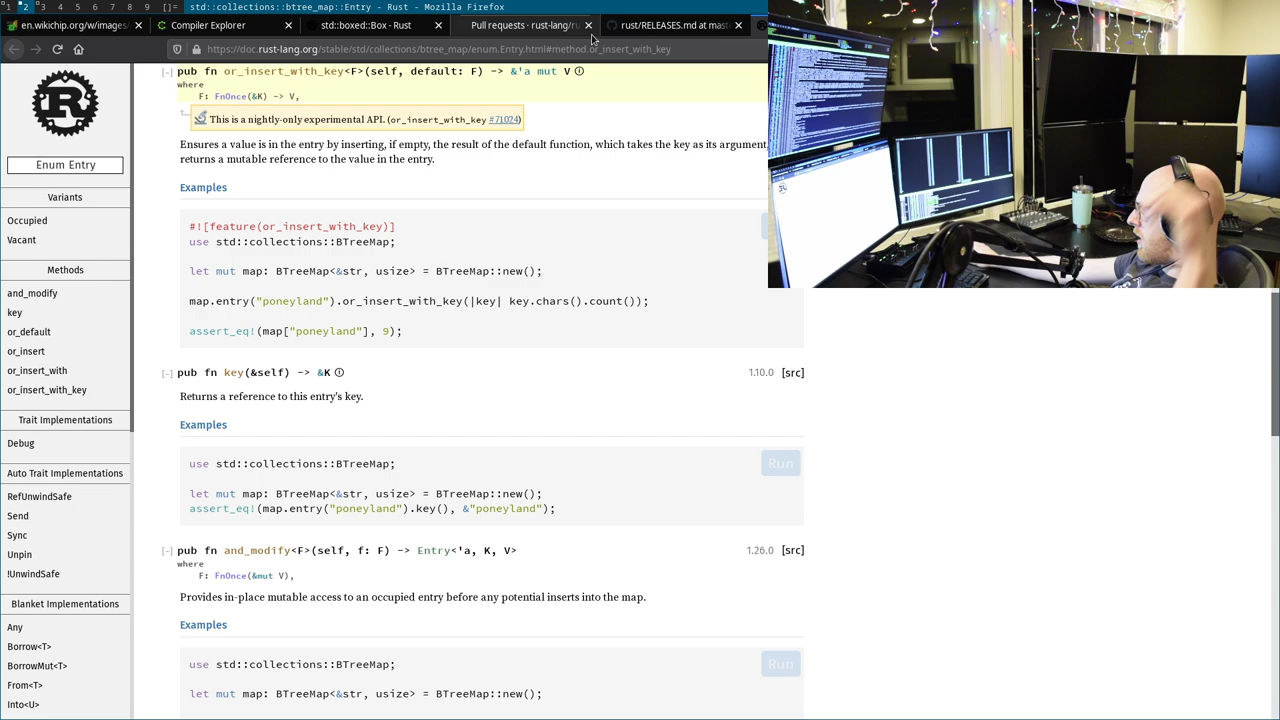 1 2 3 4 5 6 7 8 9 []= std::collections::btree_map::Entry - Rust - Mozilla Firefox
en.wikichip.org/w/images/ Compiler Explorer std::boxed::Box - Rust Pull requests · rust-lang/ru rust/RELEASES.md at mast
https://doc.rust-lang.org/stable/std/collections/btree_map/enum.Entry.html#method.or_insert_with_key
Enum Entry
Variants
Occupied
Vacant
Methods
and_modify
key
or_default
or_insert
or_insert_with
or_insert_with_key
Trait Implementations
Debug
Auto Trait Implementations
RefUnwindSafe
Send
Sync
Unpin
!UnwindSafe
Blanket Implementations
Any
Borrow<T>
BorrowMut<T>
From<T>
Into<U>
[-] pub fn or_insert_with_key<F>(self, default: F) -> &'a mut V ⓘ
where
F: FnOnce(&K) -> V,
This is a nightly-only experimental API. (or_insert_with_key #71024)
Ensures a value is in the entry by inserting, if empty, the result of the default function, which takes the key as its argument,
returns a mutable reference to the value in the entry.
Examples
#![feature(or_insert_with_key)]
use std::collections::BTreeMap;
let mut map: BTreeMap<&str, usize> = BTreeMap::new();
map.entry("poneyland").or_insert_with_key(|key| key.chars().count());
assert_eq!(map["poneyland"], 9);
[-] pub fn key(&self) -> &K ⓘ 1.10.0 [src]
Returns a reference to this entry's key.
Examples
Run
use std::collections::BTreeMap;
let mut map: BTreeMap<&str, usize> = BTreeMap::new();
assert_eq!(map.entry("poneyland").key(), &"poneyland");
[-] pub fn and_modify<F>(self, f: F) -> Entry<'a, K, V> 1.26.0 [src]
where
F: FnOnce(&mut V),
Provides in-place mutable access to an occupied entry before any potential inserts into the map.
Examples
Run
use std::collections::BTreeMap;
let mut map: BTreeMap<&str, usize> = BTreeMap::new();